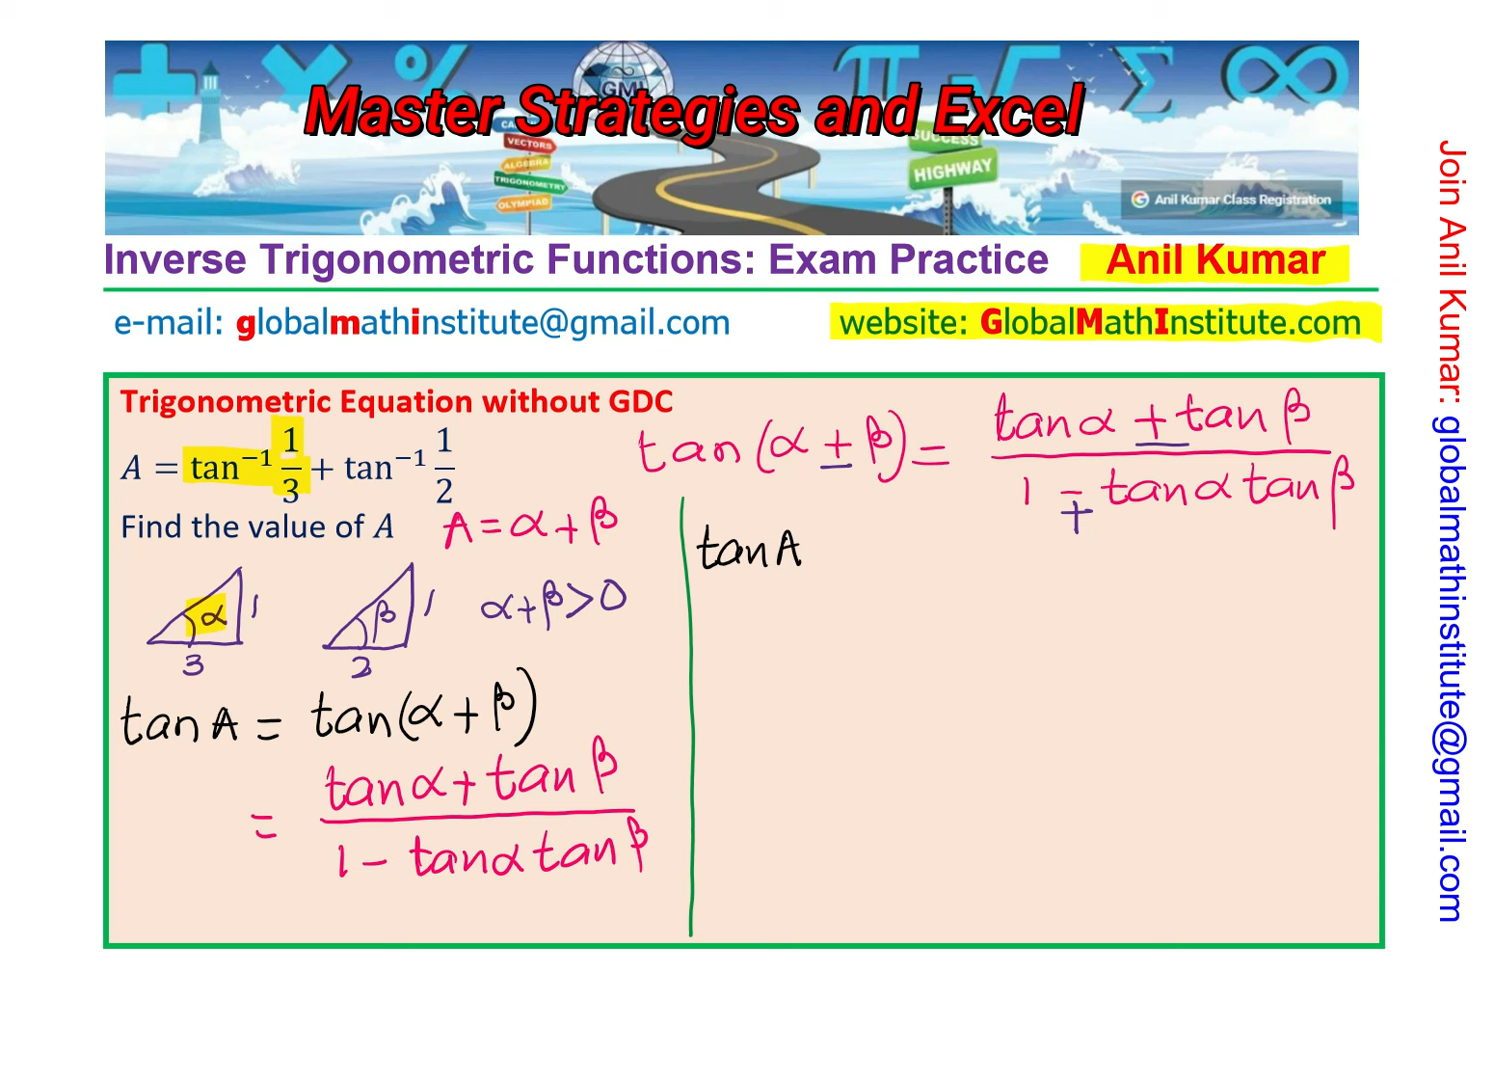 Master Strategies and Excel
GMI
VECTORS
ALGEBRA
TRIGONOMETRY
OLYMPIAD
SUCCESS
HIGHWAY
Anil Kumar Class Registration
Inverse Trigonometric Functions: Exam Practice Anil Kumar
e-mail: globalmathinstitute@gmail.com website: GlobalMathInstitute.com
Trigonometric Equation without GDC
A = tan⁻¹ 1/3 + tan⁻¹ 1/2
Find the value of A
A = α + β
α 1 3
β 1 2
α + β > 0
tan A = tan(α + β)
= (tan α + tan β)/(1 - tan α tan β)
tan(α ± β) = (tan α ± tan β)/(1 ∓ tan α tan β)
tan A
Join Anil Kumar: globalmathinstitute@gmail.com